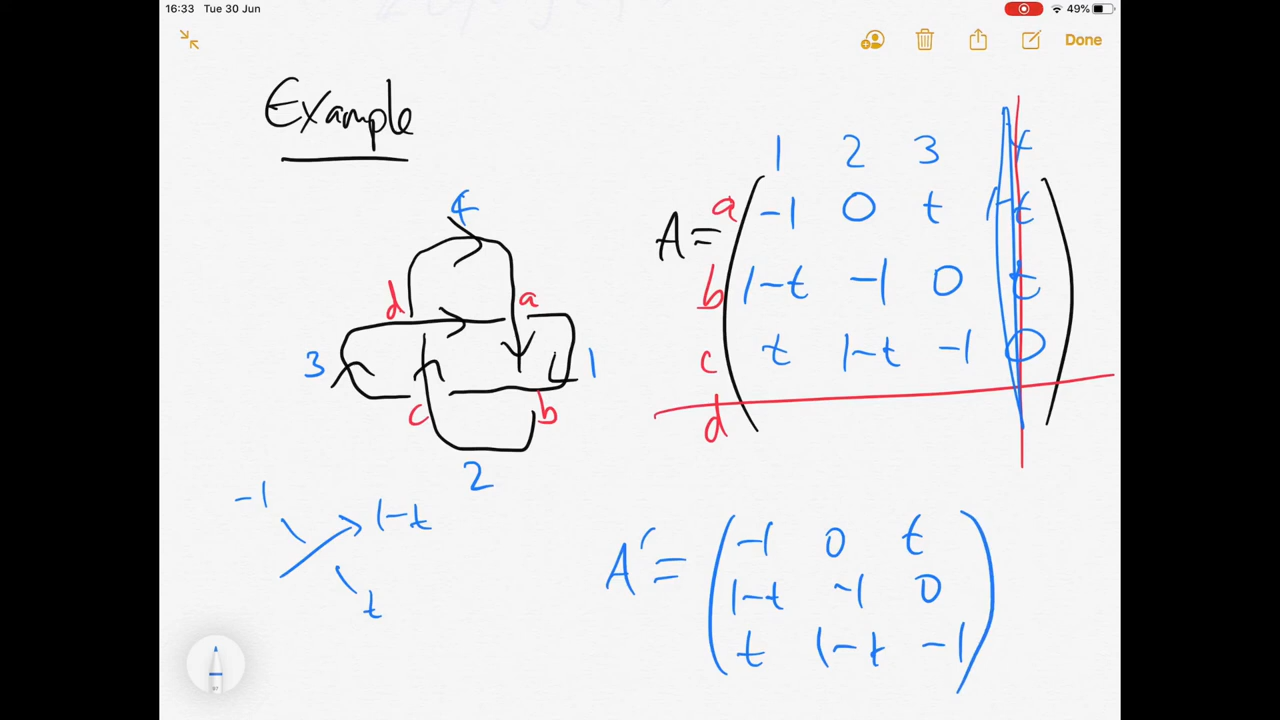 16:33 Tue 30 Jun
49%
Done
Example
1 2 3 4
A =
a -1 0 t 1-t
b 1-t -1 0 t
c t 1-t -1 0
d
4
d a
3 1
c b
2
-1
1-t
t
A' =
-1 0 t
1-t -1 0
t 1-t -1
97